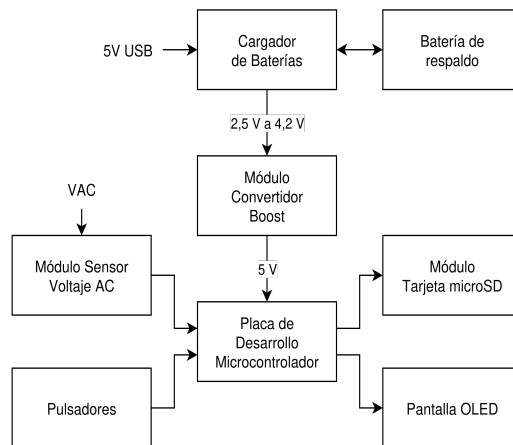 5V USB
Cargador
de Baterías
Batería de
respaldo
2,5 V a 4,2 V
Módulo
Convertidor
Boost
VAC
5 V
Módulo Sensor
Voltaje AC
Placa de
Desarrollo
Microcontrolador
Módulo
Tarjeta microSD
Pulsadores
Pantalla OLED